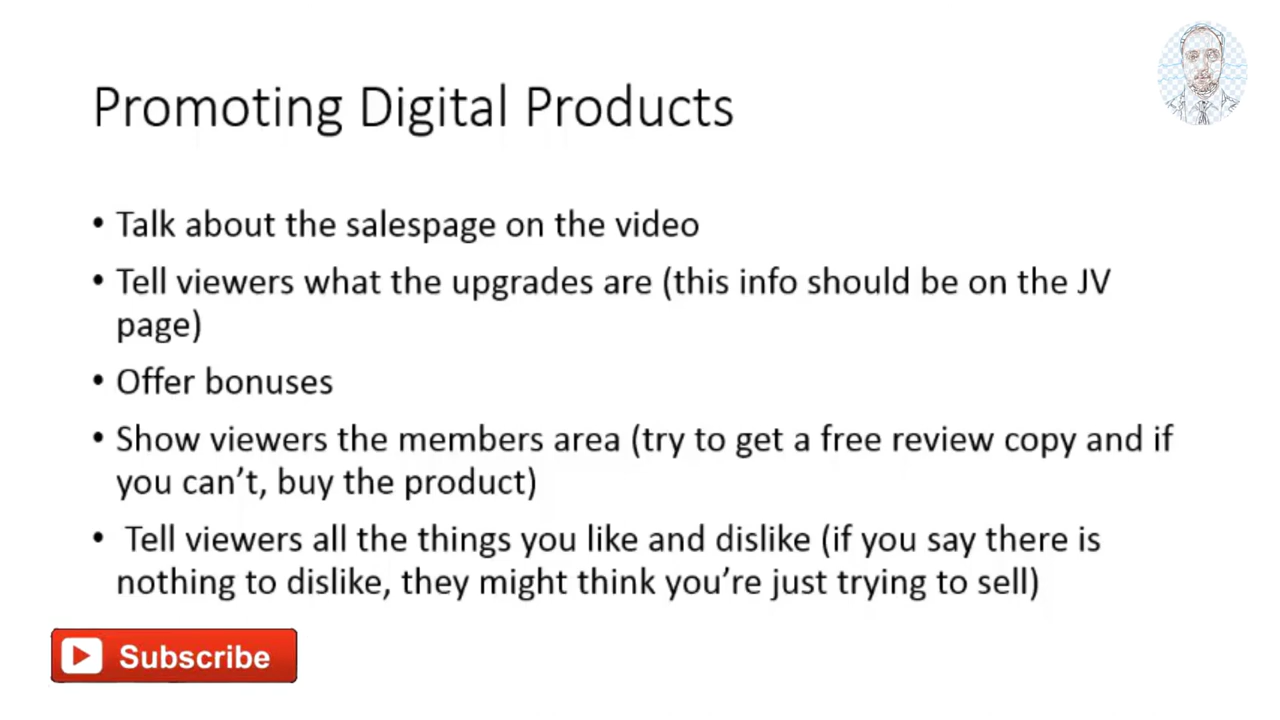 Promoting Digital Products
• Talk about the salespage on the video
• Tell viewers what the upgrades are (this info should be on the JV
page)
• Offer bonuses
• Show viewers the members area (try to get a free review copy and if
you can’t, buy the product)
• Tell viewers all the things you like and dislike (if you say there is
nothing to dislike, they might think you’re just trying to sell)
Subscribe